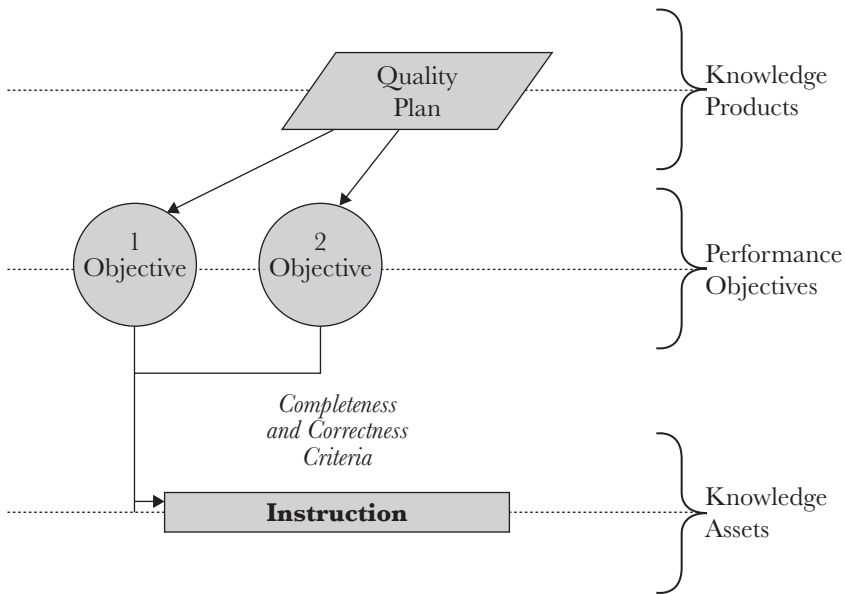 Quality
Plan
Knowledge
Products
1
Objective
2
Objective
Performance
Objectives
Completeness
and Correctness
Criteria
Instruction
Knowledge
Assets